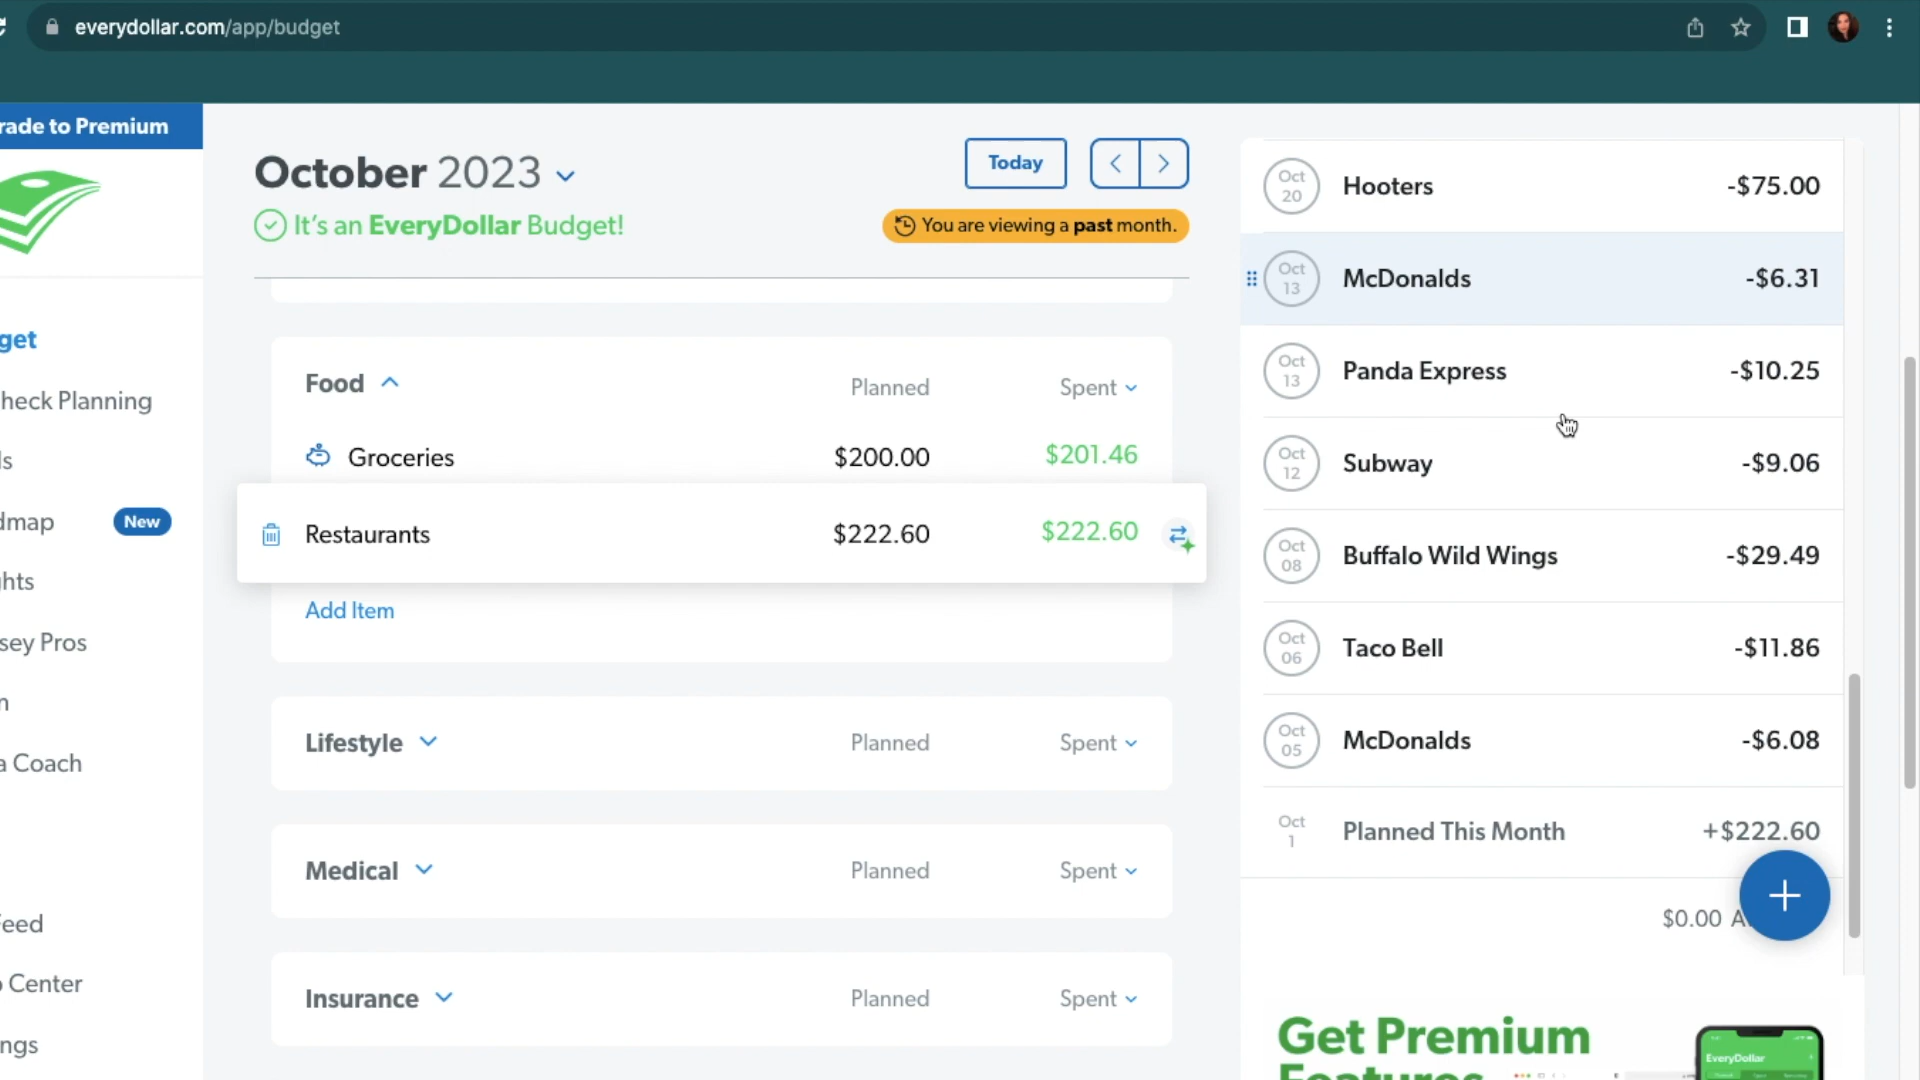 everydollar.com/app/budget
rade to Premium
get
heck Planning
ls
dmap New
hts
sey Pros
n
a Coach
Feed
Center
ngs
October 2023
Today
It's an EveryDollar Budget!
You are viewing a past month.
Food Planned Spent
Groceries $200.00 $201.46
Restaurants $222.60 $222.60
Add Item
Lifestyle Planned Spent
Medical Planned Spent
Insurance Planned Spent
Oct 20 Hooters -$75.00
Oct 13 McDonalds -$6.31
Oct 13 Panda Express -$10.25
Oct 12 Subway -$9.06
Oct 08 Buffalo Wild Wings -$29.49
Oct 06 Taco Bell -$11.86
Oct 05 McDonalds -$6.08
Oct 1 Planned This Month +$222.60
$0.00
Get Premium
Features
EveryDollar